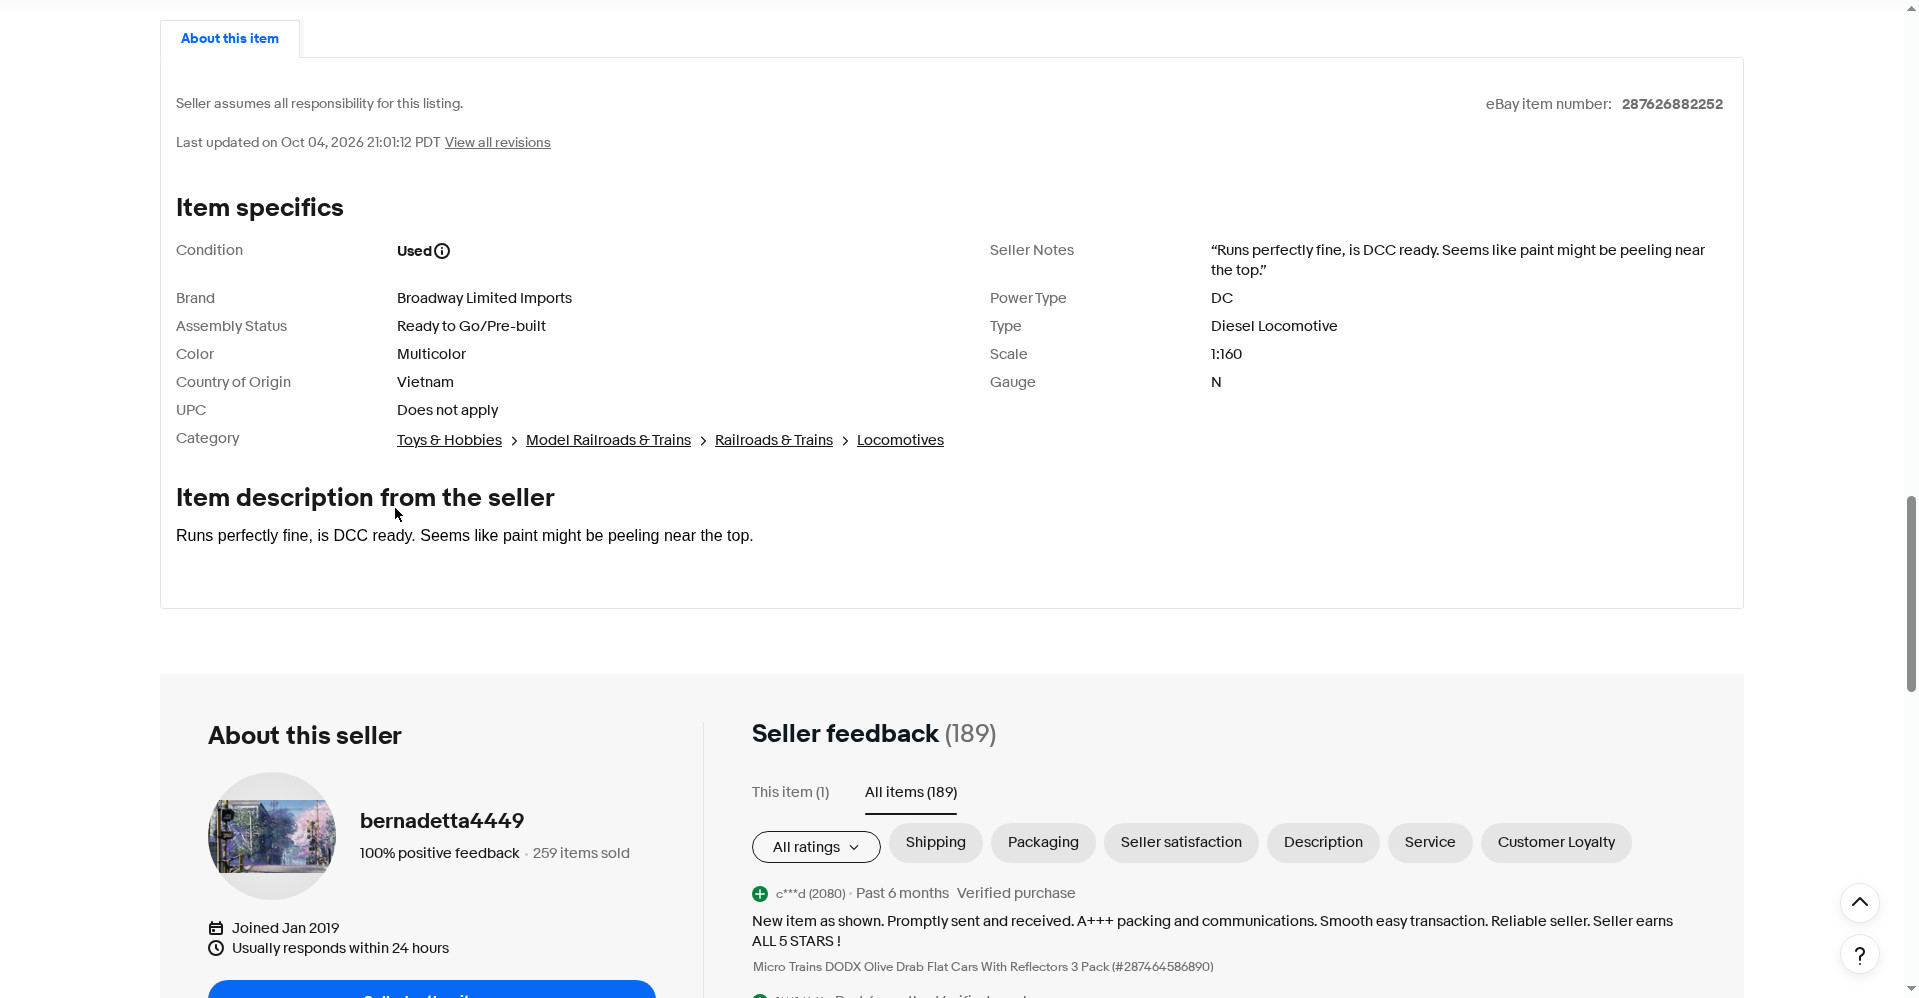 About this item
Seller assumes all responsibility for this listing.
eBay item number: 287626882252
Last updated on Oct 04, 2026 21:01:12 PDT View all revisions
Item specifics
Condition
Used
Seller Notes
“Runs perfectly fine, is DCC ready. Seems like paint might be peeling near
the top.”
Brand
Broadway Limited Imports
Power Type
DC
Assembly Status
Ready to Go/Pre-built
Type
Diesel Locomotive
Color
Multicolor
Scale
1:160
Country of Origin
Vietnam
Gauge
N
UPC
Does not apply
Category
Toys & Hobbies > Model Railroads & Trains > Railroads & Trains > Locomotives
Item description from the seller
Runs perfectly fine, is DCC ready. Seems like paint might be peeling near the top.
About this seller
bernadetta4449
100% positive feedback · 259 items sold
Joined Jan 2019
Usually responds within 24 hours
Seller feedback (189)
This item (1)
All items (189)
All ratings
Shipping
Packaging
Seller satisfaction
Description
Service
Customer Loyalty
c***d (2080) · Past 6 months Verified purchase
New item as shown. Promptly sent and received. A+++ packing and communications. Smooth easy transaction. Reliable seller. Seller earns
ALL 5 STARS !
Micro Trains DODX Olive Drab Flat Cars With Reflectors 3 Pack (#287464586890)
?